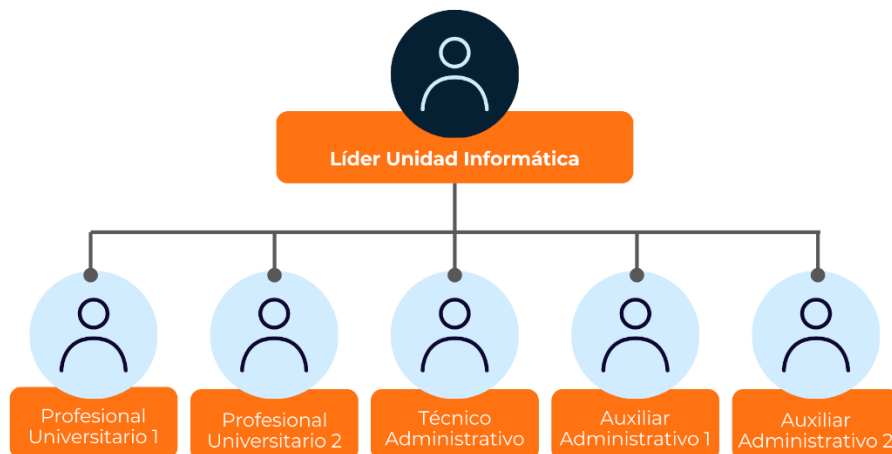 Líder Unidad Informática
Profesional
Universitario 1
Profesional
Universitario 2
Técnico
Administrativo
Auxiliar
Administrativo 1
Auxiliar
Administrativo 2